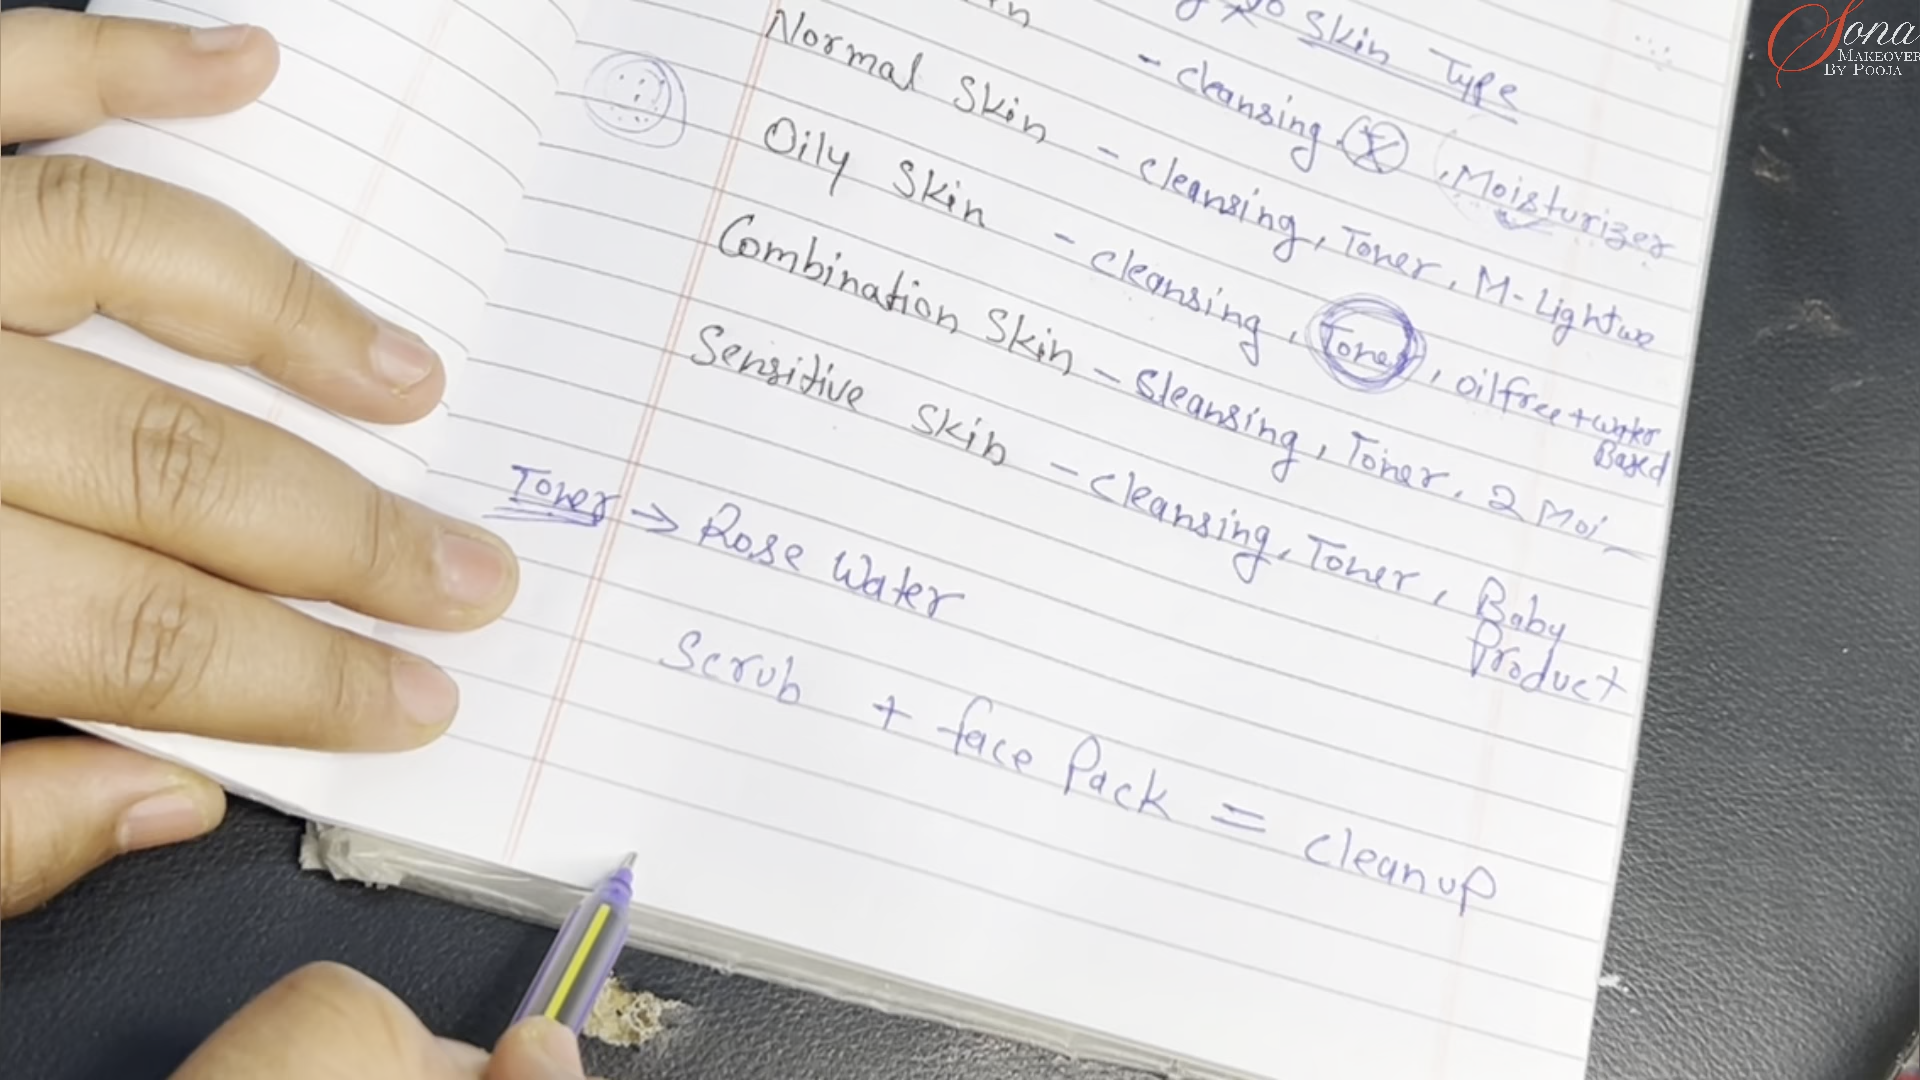 Skin Type
- cleansing. X , Moisturizer
Normal Skin - cleansing, Toner, M-Lightwe
Oily Skin - cleansing, Toner, oilfree + water
Based
Combination Skin - Sleansing, Toner, 2 Moi
Sensitive Skin - cleansing, Toner, Baby
Product
Toner → Rose Water
Scrub + face Pack = cleanup
Sona
MAKEOVER
BY POOJA